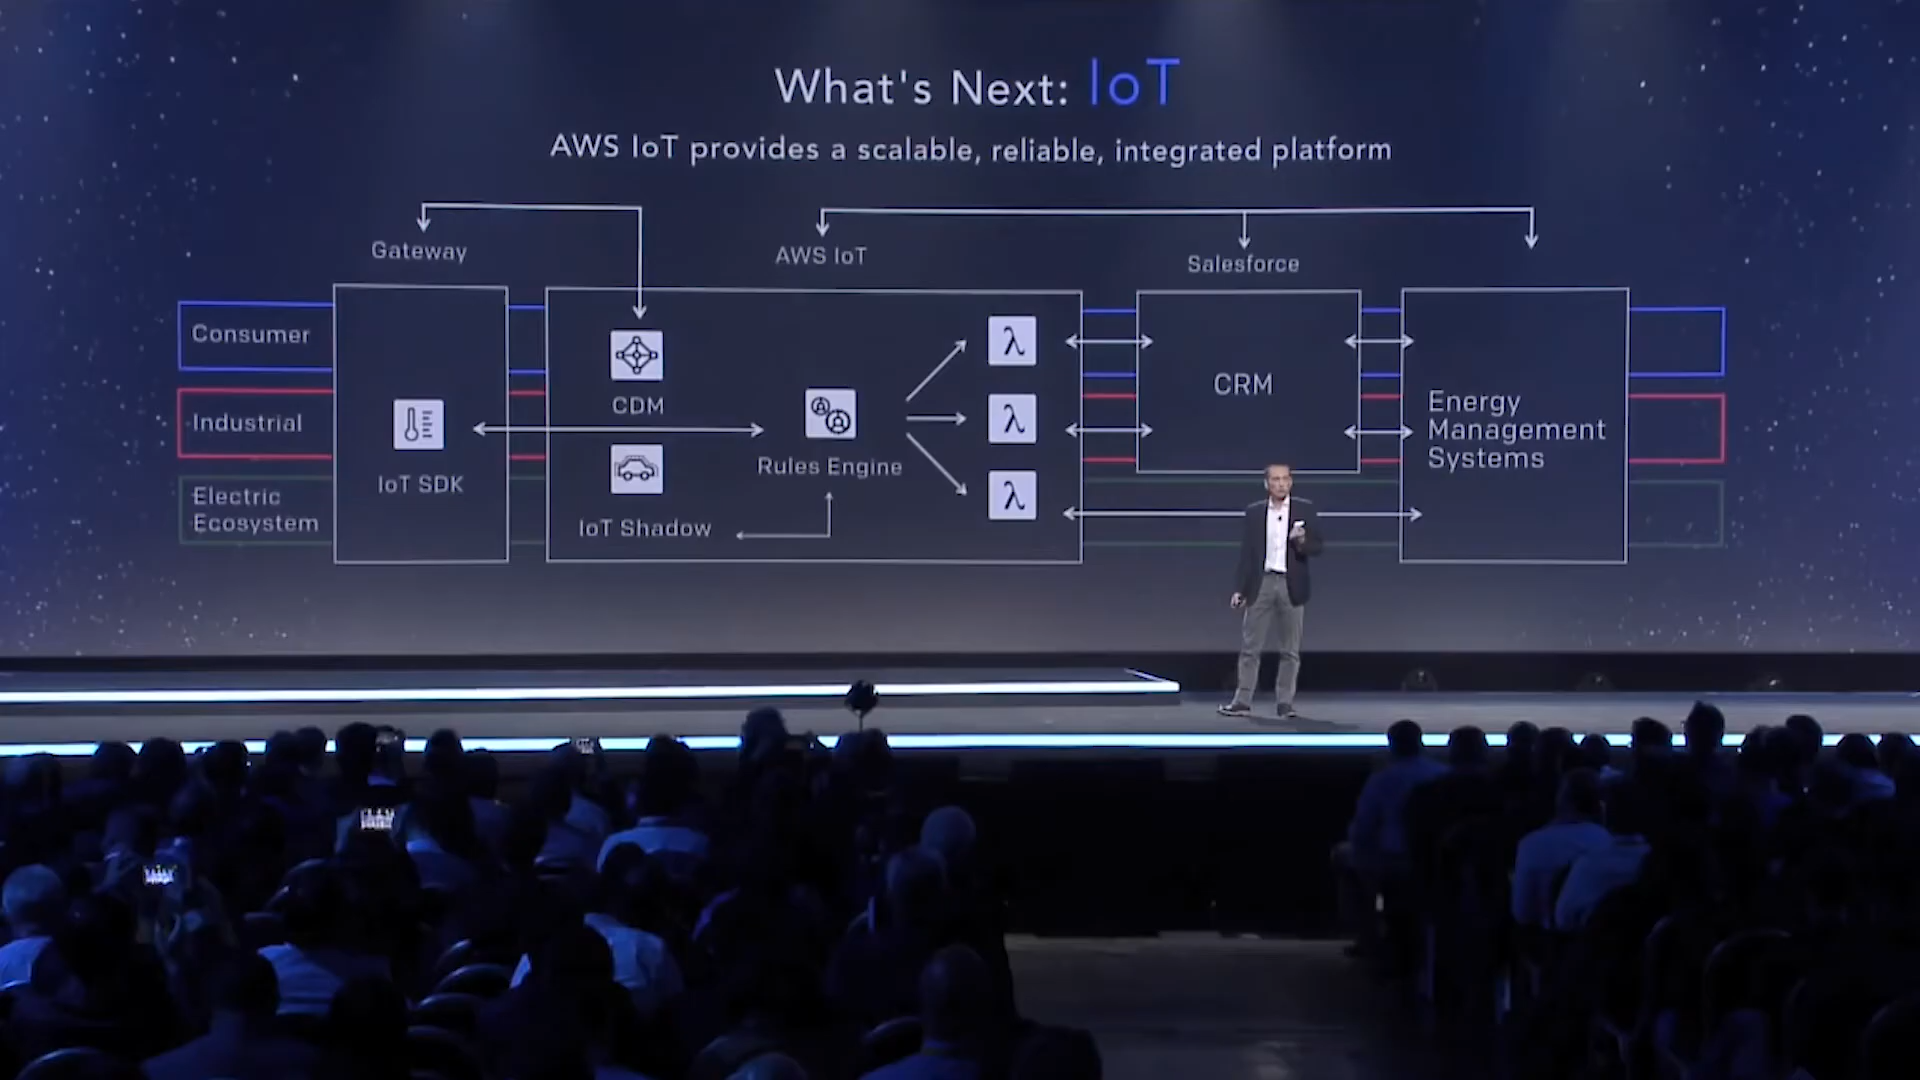 What's Next: IoT
AWS IoT provides a scalable, reliable, integrated platform
Gateway
AWS IoT
Salesforce
Consumer
Industrial
Electric
Ecosystem
IoT SDK
CDM
IoT Shadow
Rules Engine
λ
λ
λ
CRM
Energy
Management
Systems